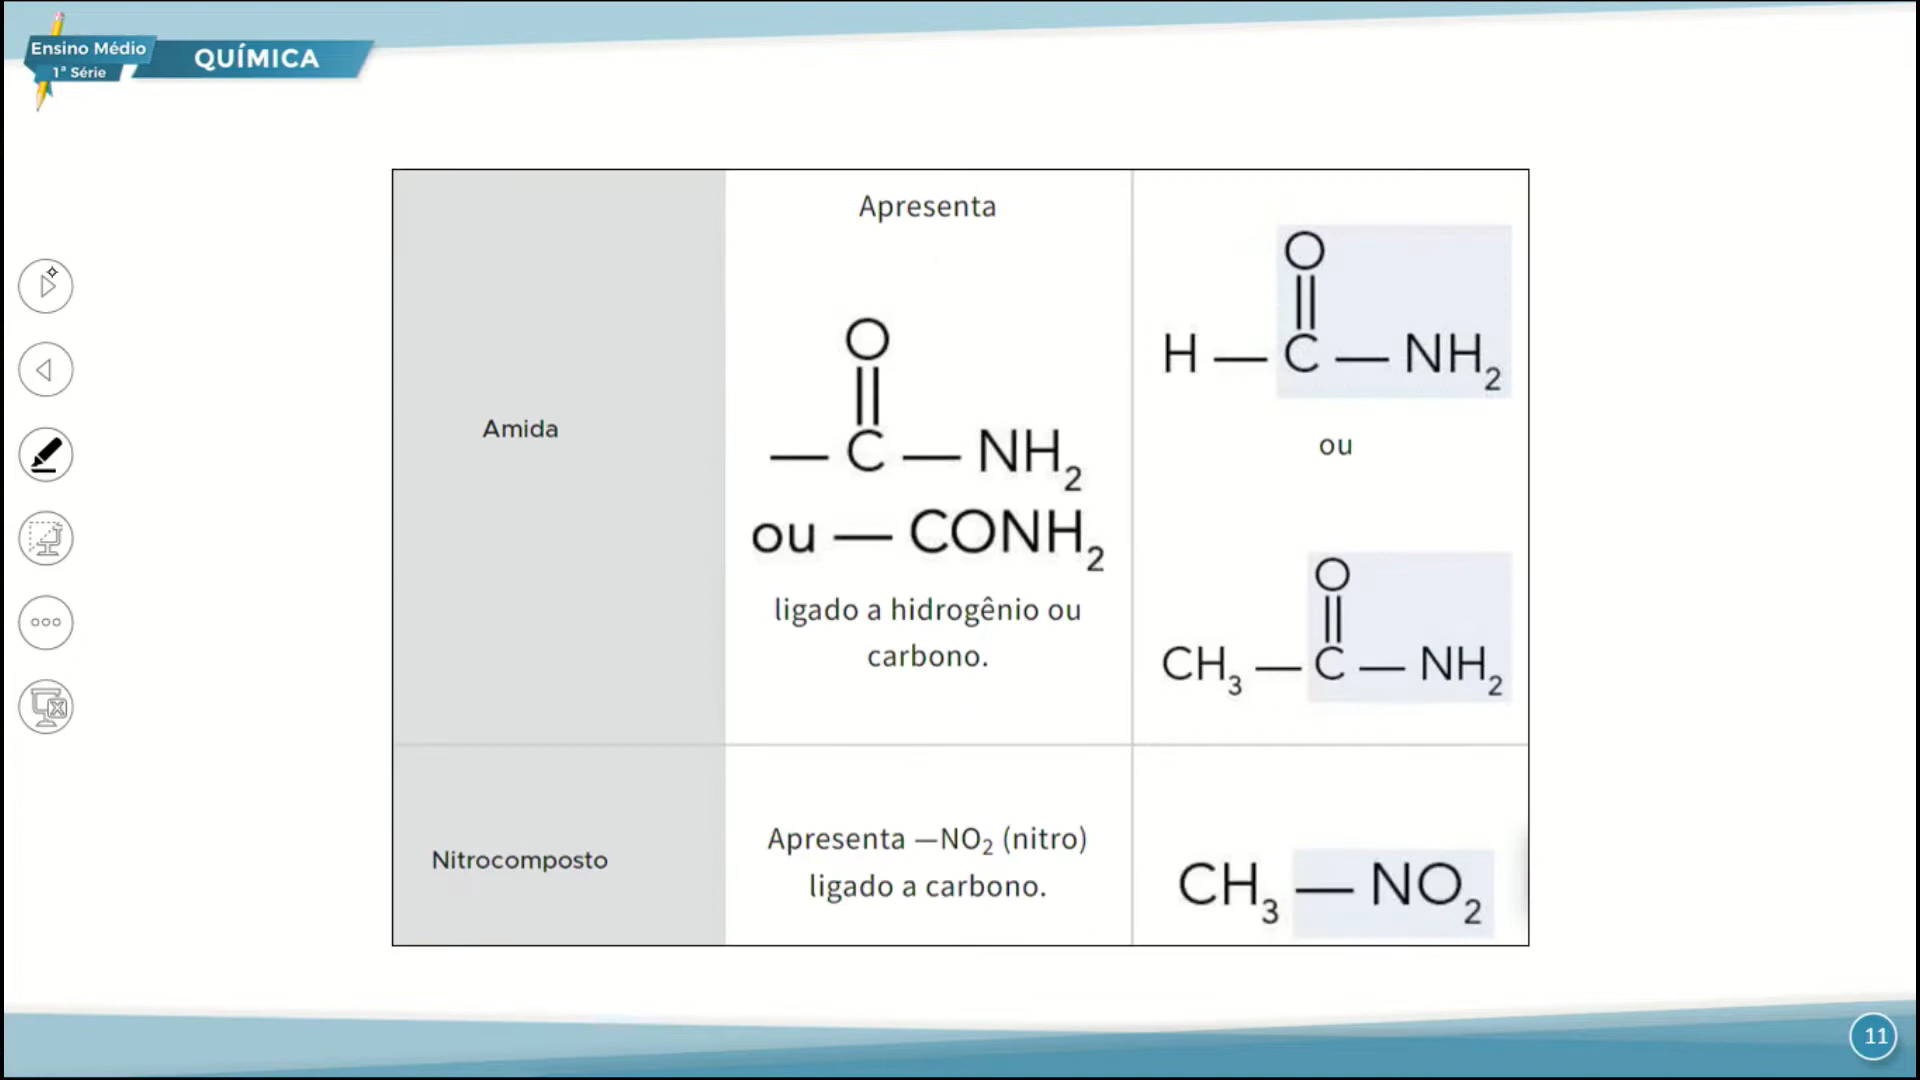 Ensino Médio
1ª Série
QUÍMICA
Amida
Apresenta
O
— C — NH₂
ou — CONH₂
ligado a hidrogênio ou
carbono.
O
H — C — NH₂
ou
O
CH₃ — C — NH₂
Nitrocomposto
Apresenta —NO₂ (nitro)
ligado a carbono.
CH₃ — NO₂
11